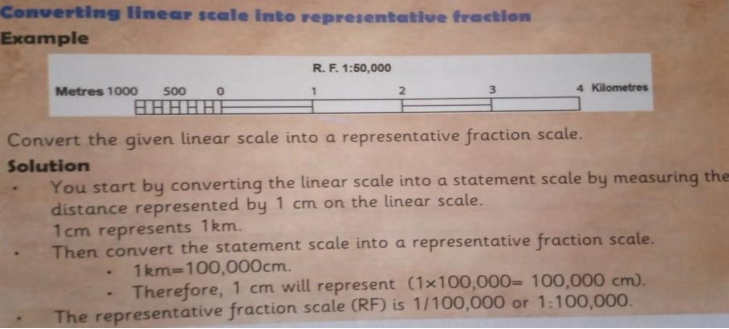 Converting linear scale into representative fraction
Example
R. F. 1:50,000
Metres 1000 500 0 1 2 3 4 Kilometres
Convert the given linear scale into a representative fraction scale.
Solution
• You start by converting the linear scale into a statement scale by measuring the
distance represented by 1 cm on the linear scale.
1cm represents 1km.
• Then convert the statement scale into a representative fraction scale.
• 1km=100,000cm.
• Therefore, 1 cm will represent (1×100,000= 100,000 cm).
• The representative fraction scale (RF) is 1/100,000 or 1:100,000.